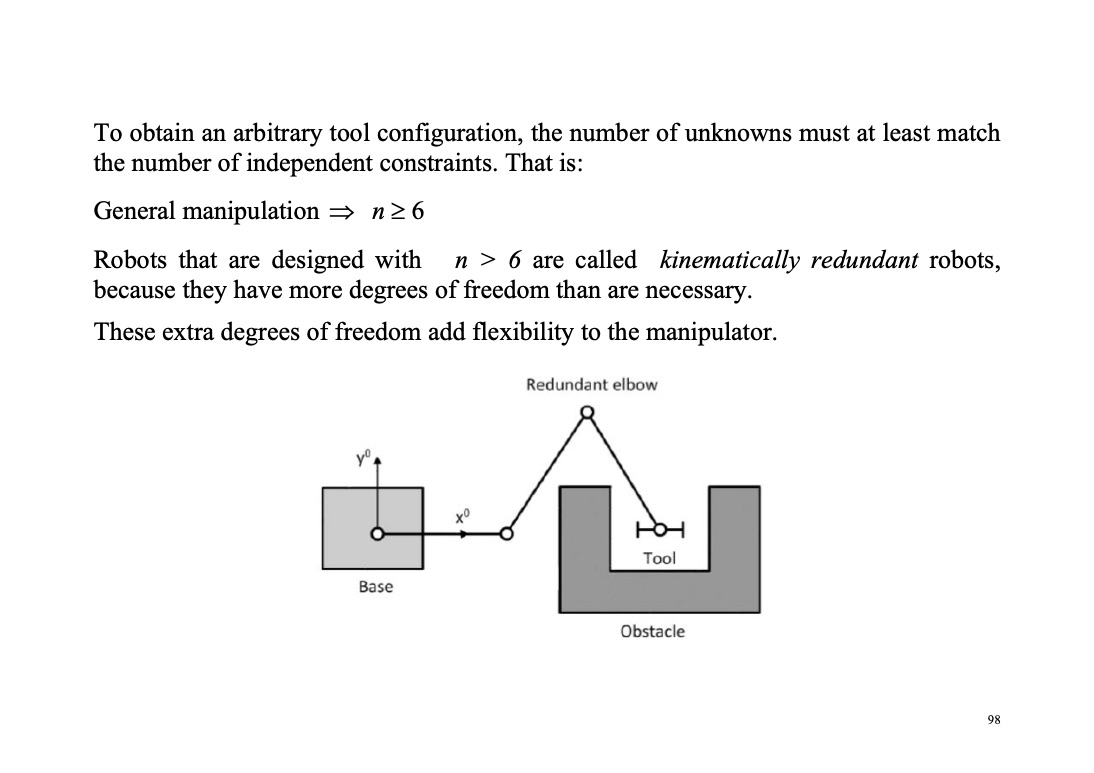 To obtain an arbitrary tool configuration, the number of unknowns must at least match
the number of independent constraints. That is:
General manipulation ⇒ n ≥ 6
Robots that are designed with n > 6 are called kinematically redundant robots,
because they have more degrees of freedom than are necessary.
These extra degrees of freedom add flexibility to the manipulator.
Redundant elbow
y⁰
x⁰
Tool
Base
Obstacle
98